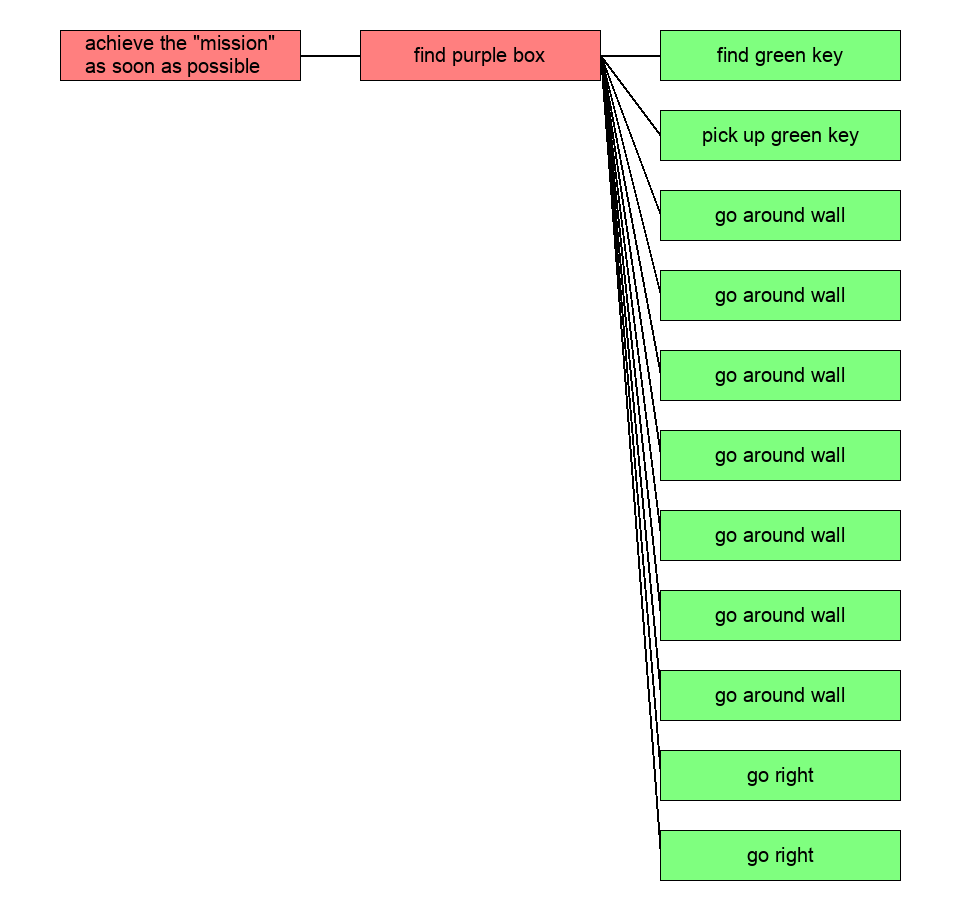 achieve the "mission"
as soon as possible
find purple box
find green key
pick up green key
go around wall
go around wall
go around wall
go around wall
go around wall
go around wall
go around wall
go right
go right